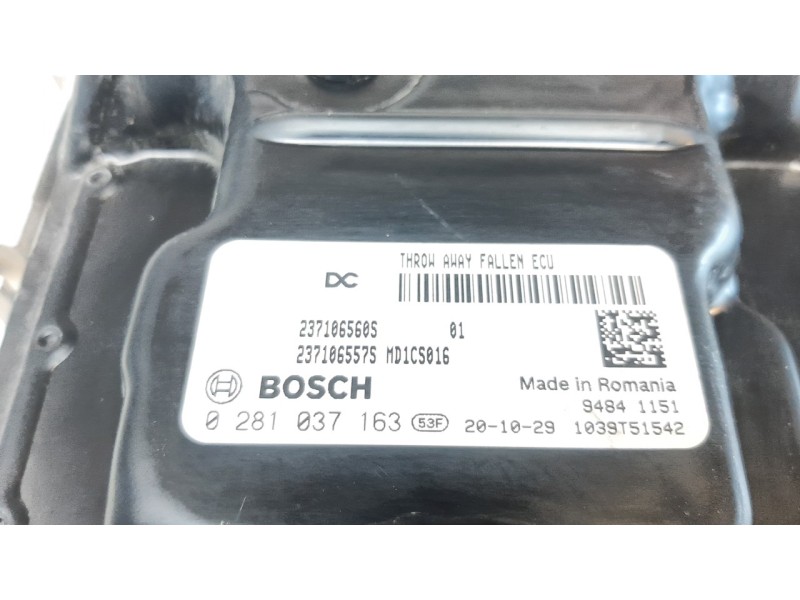 THROW AWAY FALLEN ECU
DC
237106560S 01
237106557S MD1CS016
BOSCH
Made in Romania
9484 1151
0 281 037 163 53F 20-10-29 1039T51542